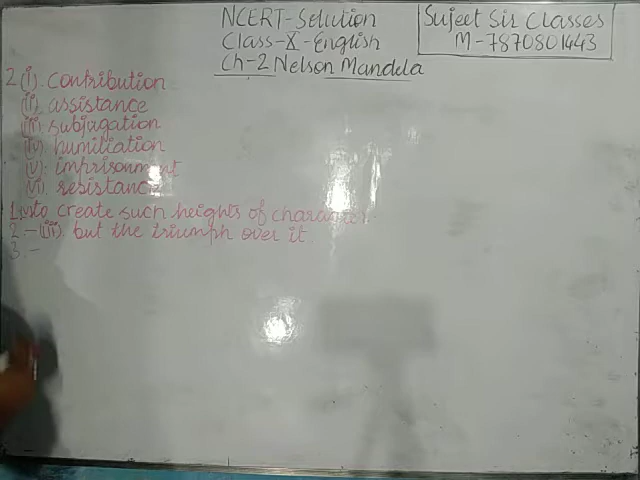 NCERT-Solution
Class-X-English
Ch-2 Nelson Mandela
Sujeet Sir Classes
M-7870801443
2(i). contribution
(ii). assistance
(iii). subjugation
(iv). humiliation
(v). imprisonment
(vi). resistance
to create such heights of character.
2.-(iii). but the triumph over it.
3.-